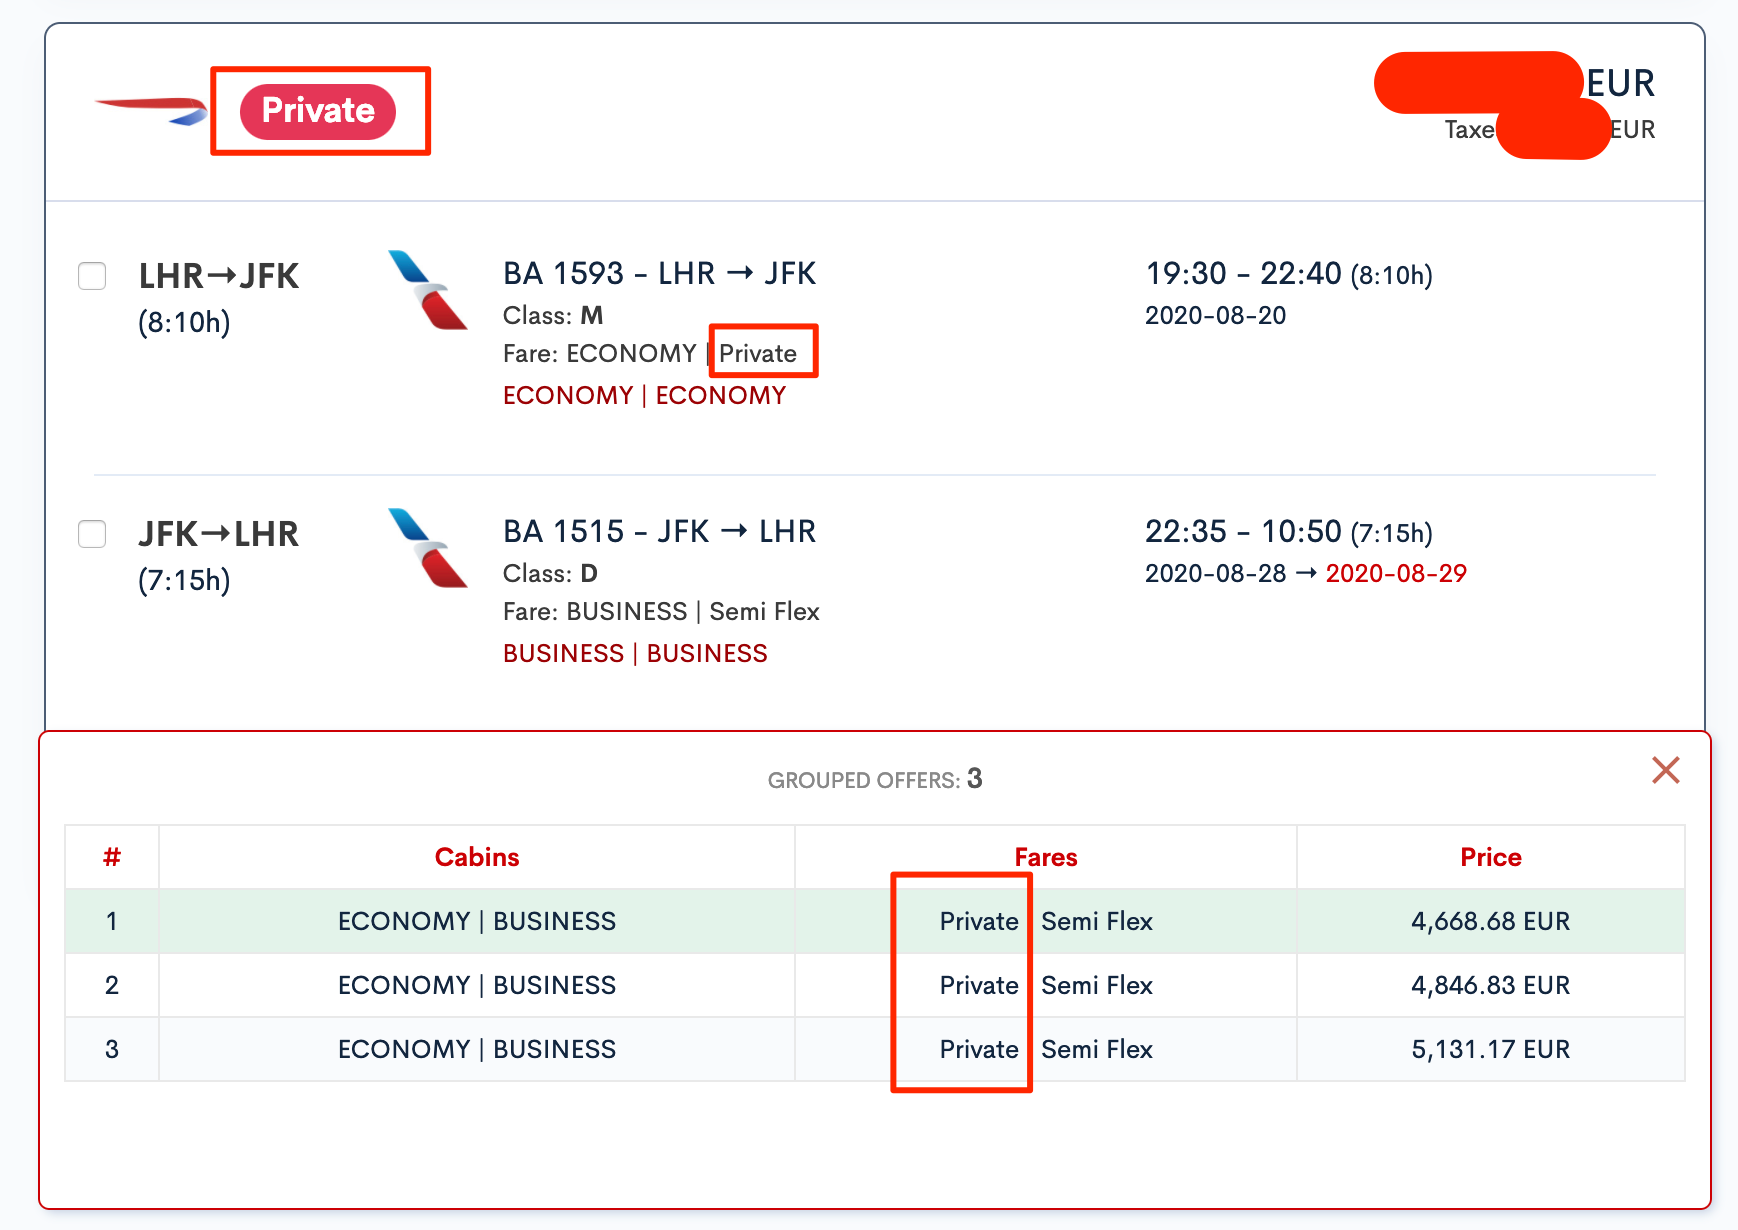 Private
EUR
Taxe EUR
LHR→JFK
(8:10h)
BA 1593 - LHR → JFK
Class: M
Fare: ECONOMY | Private
ECONOMY | ECONOMY
19:30 - 22:40 (8:10h)
2020-08-20
JFK→LHR
(7:15h)
BA 1515 - JFK → LHR
Class: D
Fare: BUSINESS | Semi Flex
BUSINESS | BUSINESS
22:35 - 10:50 (7:15h)
2020-08-28 → 2020-08-29
GROUPED OFFERS: 3
# Cabins Fares Price
1 ECONOMY | BUSINESS Private Semi Flex 4,668.68 EUR
2 ECONOMY | BUSINESS Private Semi Flex 4,846.83 EUR
3 ECONOMY | BUSINESS Private Semi Flex 5,131.17 EUR